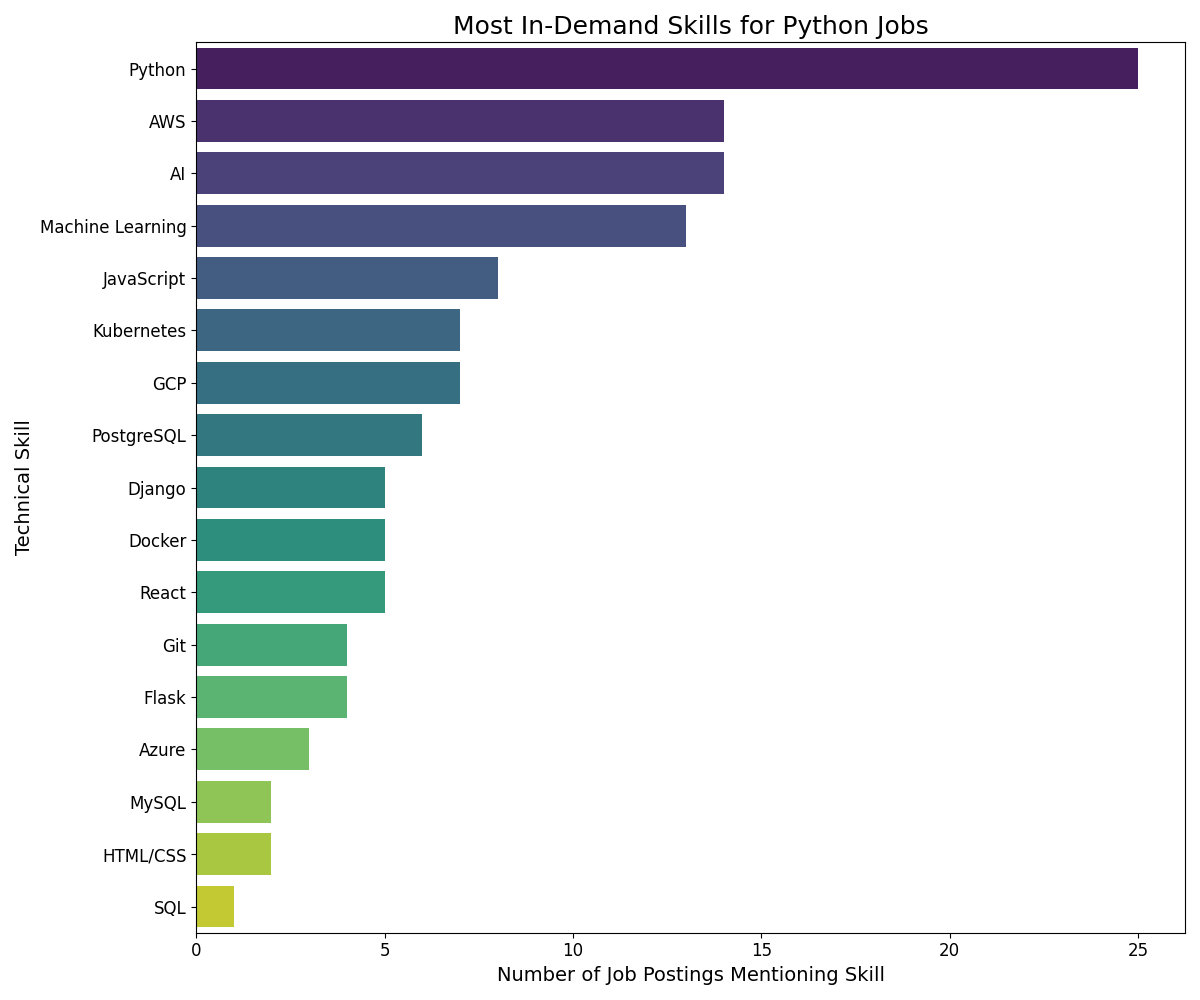 Most In-Demand Skills for Python Jobs
Python
AWS
AI
Machine Learning
JavaScript
Kubernetes
GCP
PostgreSQL
Django
Docker
React
Git
Flask
Azure
MySQL
HTML/CSS
SQL
Technical Skill
0 5 10 15 20 25
Number of Job Postings Mentioning Skill